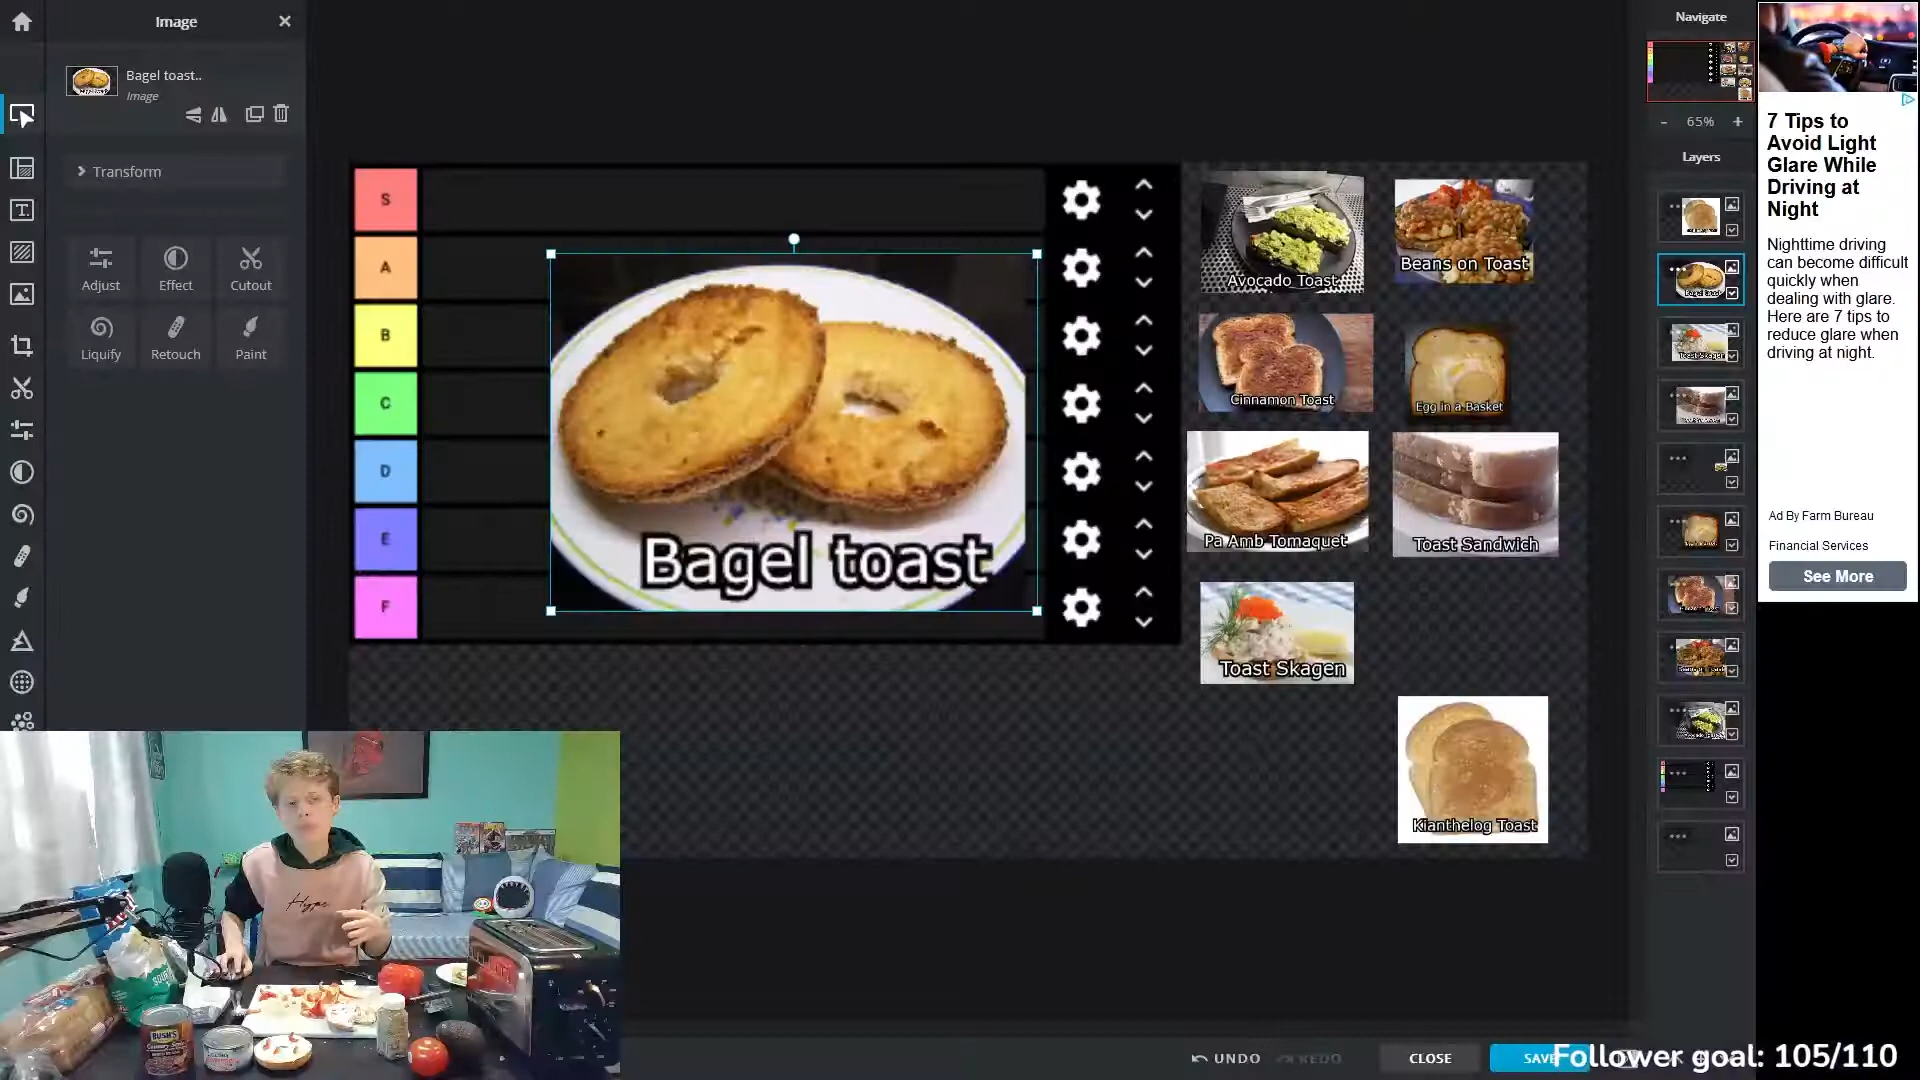 Image
Bagel toast..
Image
Transform
Adjust
Effect
Cutout
Liquify
Retouch
Paint
S
A
B
C
D
E
F
Bagel toast
Avocado Toast
Beans on Toast
Cinnamon Toast
Egg in a Basket
Pa Amb Tomaquet
Toast Sandwich
Toast Skagen
Kianthelog Toast
Navigate
- 65% +
Layers
7 Tips to
Avoid Light
Glare While
Driving at
Night
Nighttime driving
can become difficult
quickly when
dealing with glare.
Here are 7 tips to
reduce glare when
driving at night.
Ad By Farm Bureau
Financial Services
See More
Hype
BUSH'S
UNDO
REDO
CLOSE
SAVE
Follower goal: 105/110